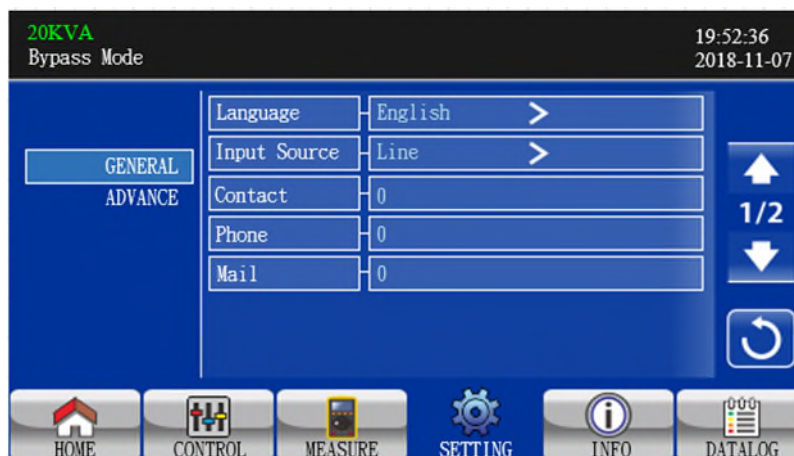 20KVA
Bypass Mode
19:52:36
2018-11-07
GENERAL
ADVANCE
Language English >
Input Source Line >
Contact 0
Phone 0
Mail 0
1/2
HOME CONTROL MEASURE SETTING INFO DATALOG